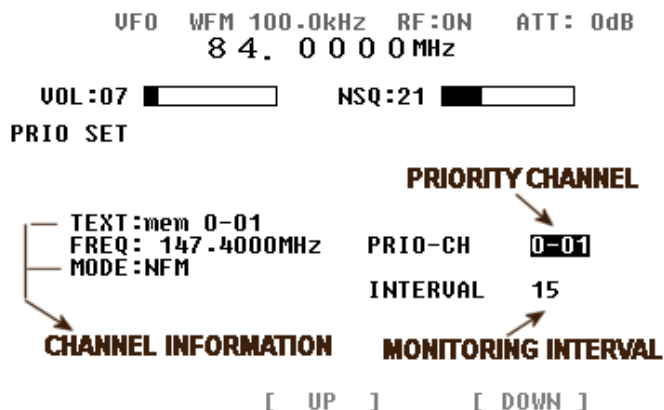 VFO WFM 100.0kHz RF:ON ATT: 0dB
84. 0000MHz
VOL:07 NSQ:21
PRIO SET
PRIORITY CHANNEL
TEXT:mem 0-01
FREQ: 147.4000MHz PRIO-CH 0-01
MODE:NFM
INTERVAL 15
CHANNEL INFORMATION MONITORING INTERVAL
[ UP ] [ DOWN ]